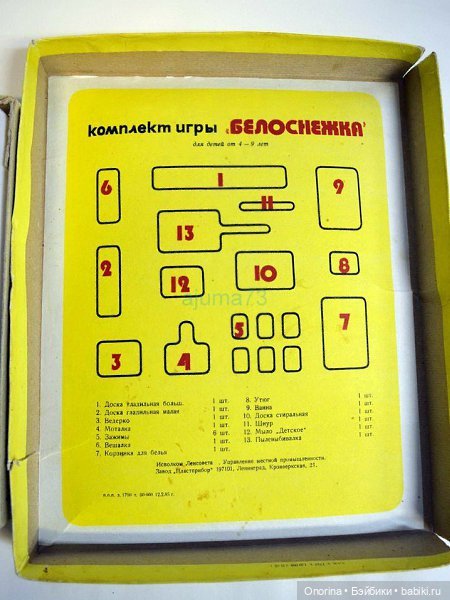 комплект игры «БЕЛОСНЕЖКА»
для детей от 4 — 9 лет
6
1
9
11
13
2
12
10
8
ajuma73
3
4
5
7
1. Доска гладильная больш. 1 шт.
2. Доска гладильная малая 1 шт.
3. Ведерко 1 шт.
4. Моталка 1 шт.
5. Зажимы 6 шт.
6. Вешалка 1 шт.
7. Корзинка для белья 1 шт.
8. Утюг 1 шт.
9. Ванна 1 шт.
10. Доска стиральная 1 шт.
11. Шнур 1 шт.
12. Мыло „Детское" 1 шт.
13. Пылевыбивалка 1 шт.
Исполком Ленсовета. Управление местной промышленности.
Завод „Пласторибор" 197101, Ленинград, Кронверкская, 21.
Onorina • Бэйбики • babiki.ru